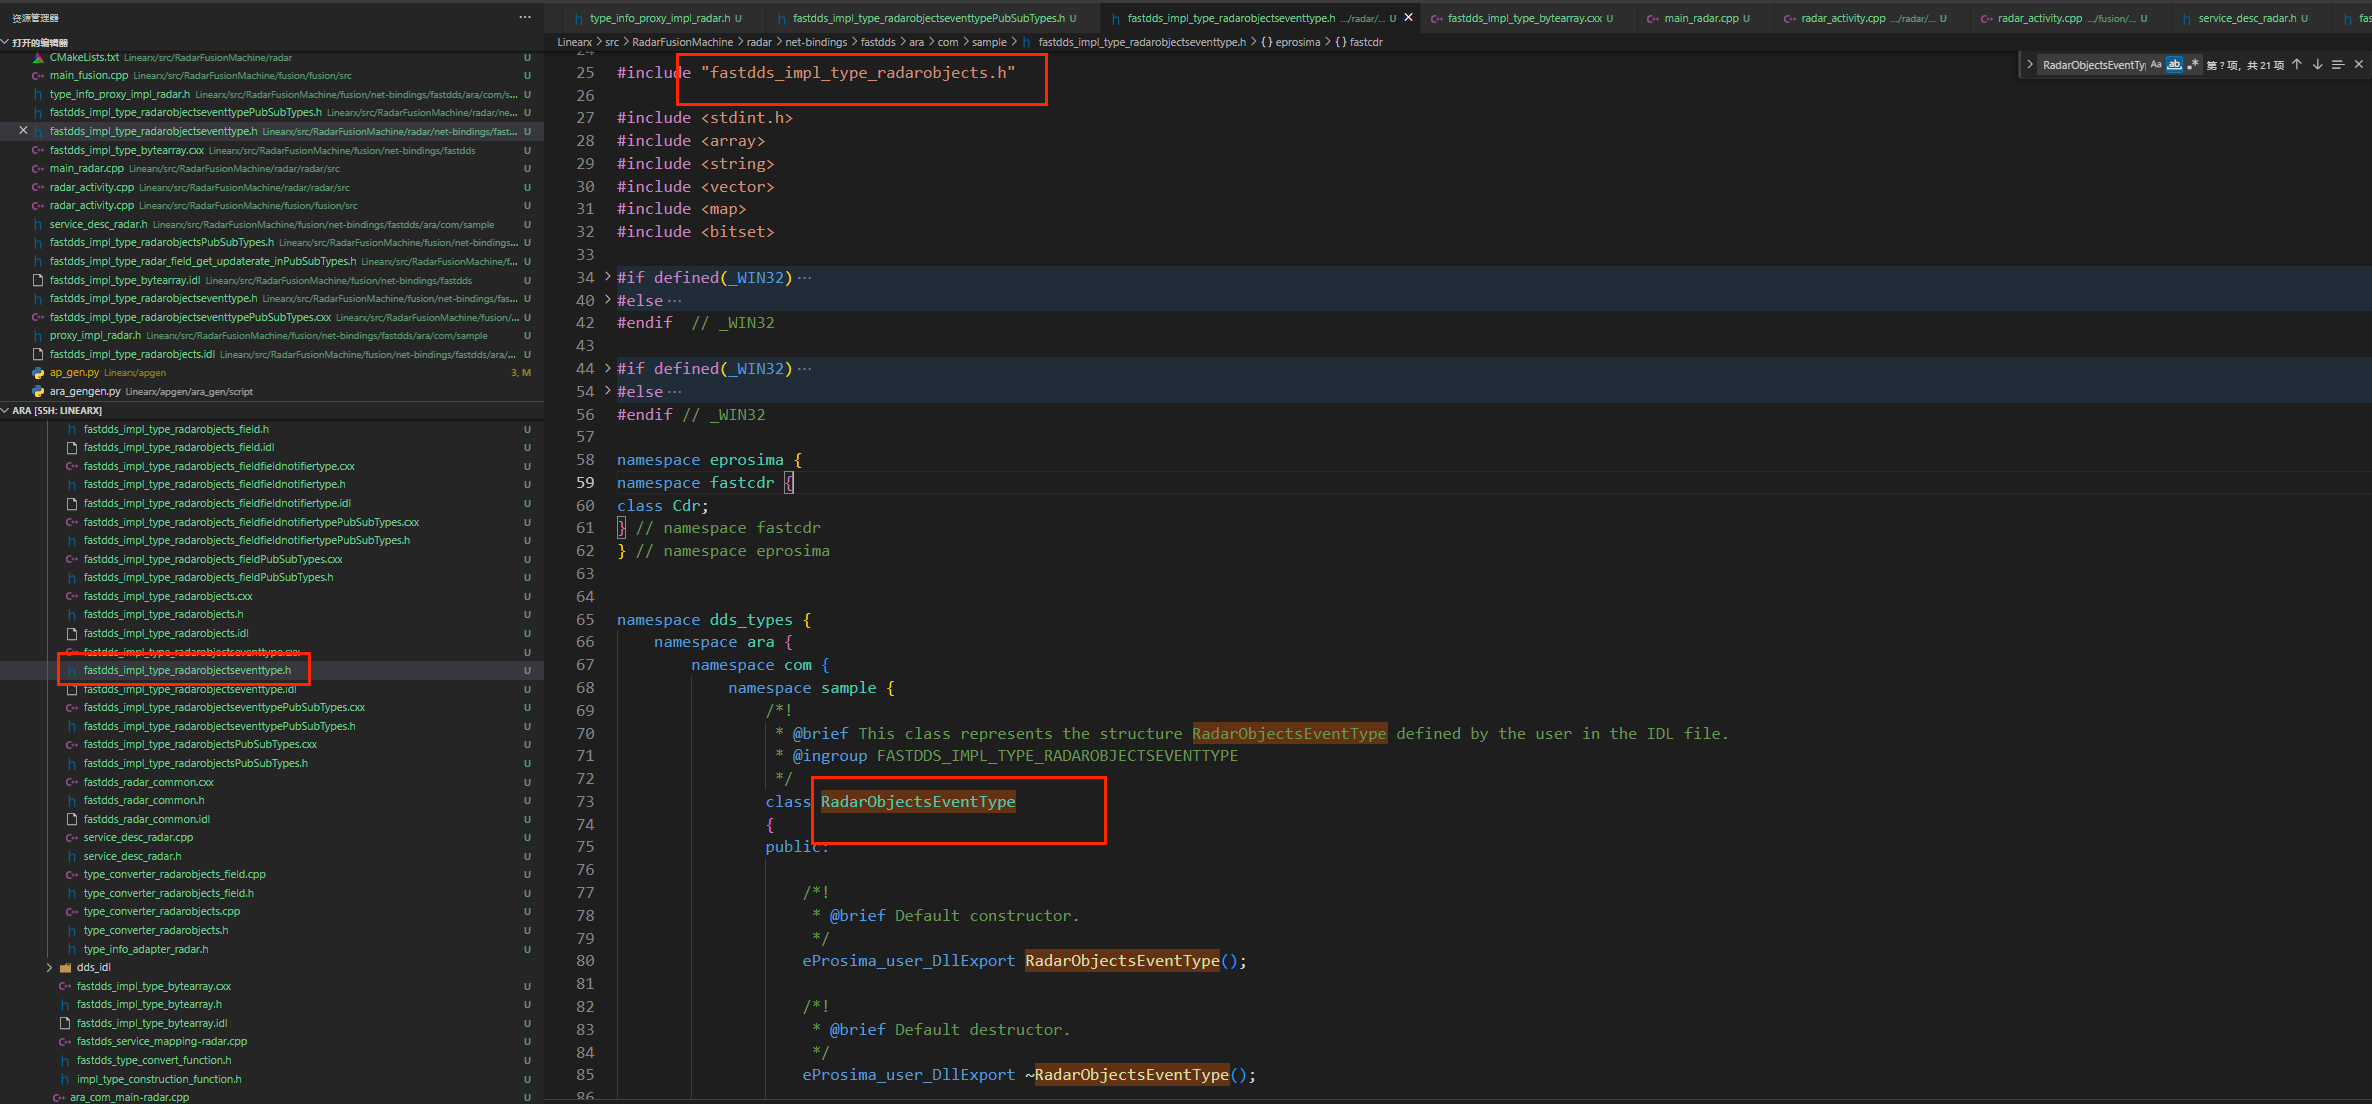 资源管理器
打开的编辑器
CMakeLists.txt Linearx/src/RadarFusionMachine/radar U
main_fusion.cpp Linearx/src/RadarFusionMachine/fusion/fusion/src U
type_info_proxy_impl_radar.h Linearx/src/RadarFusionMachine/fusion/net-bindings/fastdds/ara/com/s... U
fastdds_impl_type_radarobjectseventtypePubSubTypes.h Linearx/src/RadarFusionMachine/radar/ne... U
fastdds_impl_type_radarobjectseventtype.h Linearx/src/RadarFusionMachine/radar/net-bindings/fast... U
fastdds_impl_type_bytearray.cxx Linearx/src/RadarFusionMachine/fusion/net-bindings/fastdds U
main_radar.cpp Linearx/src/RadarFusionMachine/radar/radar/src U
radar_activity.cpp Linearx/src/RadarFusionMachine/radar/radar/src U
radar_activity.cpp Linearx/src/RadarFusionMachine/fusion/fusion/src U
service_desc_radar.h Linearx/src/RadarFusionMachine/fusion/net-bindings/fastdds/ara/com/sample U
fastdds_impl_type_radarobjectsPubSubTypes.h Linearx/src/RadarFusionMachine/fusion/net-bindings... U
fastdds_impl_type_radar_field_get_updaterate_inPubSubTypes.h Linearx/src/RadarFusionMachine/f... U
fastdds_impl_type_bytearray.idl Linearx/src/RadarFusionMachine/fusion/net-bindings/fastdds U
fastdds_impl_type_radarobjectseventtype.h Linearx/src/RadarFusionMachine/fusion/net-bindings/fas... U
fastdds_impl_type_radarobjectseventtypePubSubTypes.cxx Linearx/src/RadarFusionMachine/fusion/... U
proxy_impl_radar.h Linearx/src/RadarFusionMachine/fusion/net-bindings/fastdds/ara/com/sample U
fastdds_impl_type_radarobjects.idl Linearx/src/RadarFusionMachine/fusion/net-bindings/fastdds/ara/... U
ap_gen.py Linearx/apgen 3, M
ara_gengen.py Linearx/apgen/ara_gen/script
ARA [SSH: LINEARX]
fastdds_impl_type_radarobjects_field.h U
fastdds_impl_type_radarobjects_field.idl U
fastdds_impl_type_radarobjects_fieldfieldnotifiertype.cxx U
fastdds_impl_type_radarobjects_fieldfieldnotifiertype.h U
fastdds_impl_type_radarobjects_fieldfieldnotifiertype.idl U
fastdds_impl_type_radarobjects_fieldfieldnotifiertypePubSubTypes.cxx U
fastdds_impl_type_radarobjects_fieldfieldnotifiertypePubSubTypes.h U
fastdds_impl_type_radarobjects_fieldPubSubTypes.cxx U
fastdds_impl_type_radarobjects_fieldPubSubTypes.h U
fastdds_impl_type_radarobjects.cxx U
fastdds_impl_type_radarobjects.h U
fastdds_impl_type_radarobjects.idl U
fastdds_impl_type_radarobjectseventtype.cxx U
fastdds_impl_type_radarobjectseventtype.h U
fastdds_impl_type_radarobjectseventtype.idl U
fastdds_impl_type_radarobjectseventtypePubSubTypes.cxx U
fastdds_impl_type_radarobjectseventtypePubSubTypes.h U
fastdds_impl_type_radarobjectsPubSubTypes.cxx U
fastdds_impl_type_radarobjectsPubSubTypes.h U
fastdds_radar_common.cxx U
fastdds_radar_common.h U
fastdds_radar_common.idl U
service_desc_radar.cpp U
service_desc_radar.h U
type_converter_radarobjects_field.cpp U
type_converter_radarobjects_field.h U
type_converter_radarobjects.cpp U
type_converter_radarobjects.h U
type_info_adapter_radar.h U
dds_idl
fastdds_impl_type_bytearray.cxx U
fastdds_impl_type_bytearray.h U
fastdds_impl_type_bytearray.idl U
fastdds_service_mapping-radar.cpp U
fastdds_type_convert_function.h U
impl_type_construction_function.h U
ara_com_main-radar.cpp U
type_info_proxy_impl_radar.h U
fastdds_impl_type_radarobjectseventtypePubSubTypes.h U
fastdds_impl_type_radarobjectseventtype.h .../radar/... U
fastdds_impl_type_bytearray.cxx U
main_radar.cpp U
radar_activity.cpp .../radar/... U
radar_activity.cpp .../fusion/... U
service_desc_radar.h U
fas
Linearx > src > RadarFusionMachine > radar > net-bindings > fastdds > ara > com > sample > fastdds_impl_type_radarobjectseventtype.h > {} eprosima > {} fastcdr
RadarObjectsEventTyp Aa ab 第 ? 项, 共 21 项
24
25 #include "fastdds_impl_type_radarobjects.h"
26
27 #include <stdint.h>
28 #include <array>
29 #include <string>
30 #include <vector>
31 #include <map>
32 #include <bitset>
33
34 #if defined(_WIN32)···
40 #else···
42 #endif // _WIN32
43
44 #if defined(_WIN32)···
54 #else···
56 #endif // _WIN32
57
58 namespace eprosima {
59 namespace fastcdr {
60 class Cdr;
61 } // namespace fastcdr
62 } // namespace eprosima
63
64
65 namespace dds_types {
66 namespace ara {
67 namespace com {
68 namespace sample {
69 /*!
70 * @brief This class represents the structure RadarObjectsEventType defined by the user in the IDL file.
71 * @ingroup FASTDDS_IMPL_TYPE_RADAROBJECTSEVENTTYPE
72 */
73 class RadarObjectsEventType
74 {
75 public:
76
77 /*!
78 * @brief Default constructor.
79 */
80 eProsima_user_DllExport RadarObjectsEventType();
81
82 /*!
83 * @brief Default destructor.
84 */
85 eProsima_user_DllExport ~RadarObjectsEventType();
86